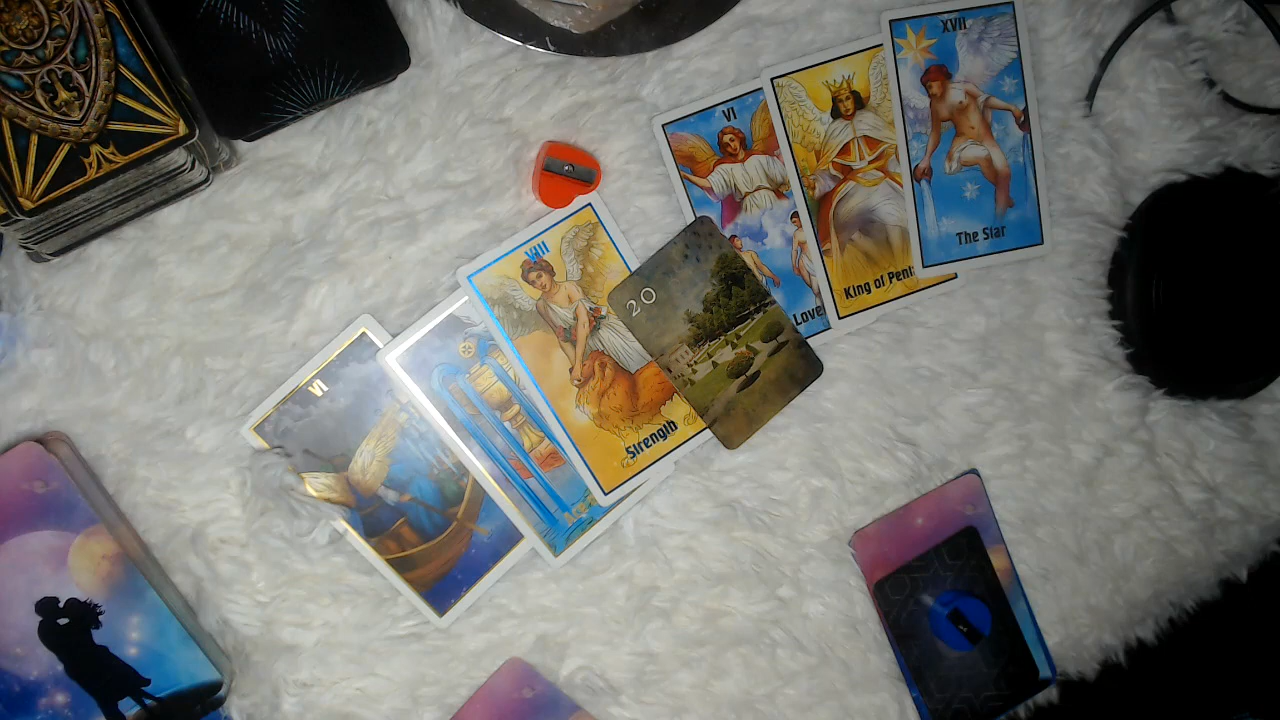 VI
XVII
VIII
20
VI
Love
King of Pent
The Star
Strength